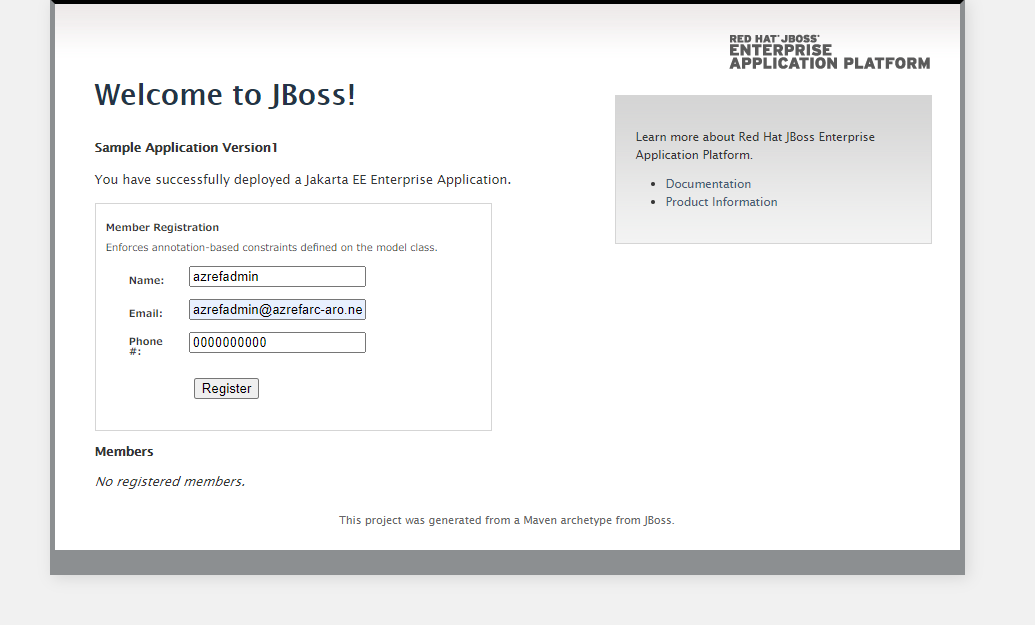 RED HAT® JBOSS®
ENTERPRISE
APPLICATION PLATFORM
Welcome to JBoss!
Sample Application Version1
You have successfully deployed a Jakarta EE Enterprise Application.
Member Registration
Enforces annotation-based constraints defined on the model class.
Name: azrefadmin
Email: azrefadmin@azrefarc-aro.ne
Phone
#: 0000000000
Register
Members
No registered members.
Learn more about Red Hat JBoss Enterprise
Application Platform.
• Documentation
• Product Information
This project was generated from a Maven archetype from JBoss.